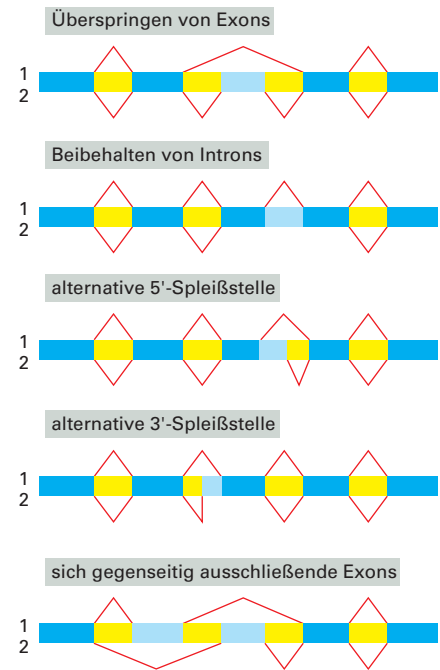 Überspringen von Exons
1
2
Beibehalten von Introns
1
2
alternative 5'-Spleißstelle
1
2
alternative 3'-Spleißstelle
1
2
sich gegenseitig ausschließende Exons
1
2